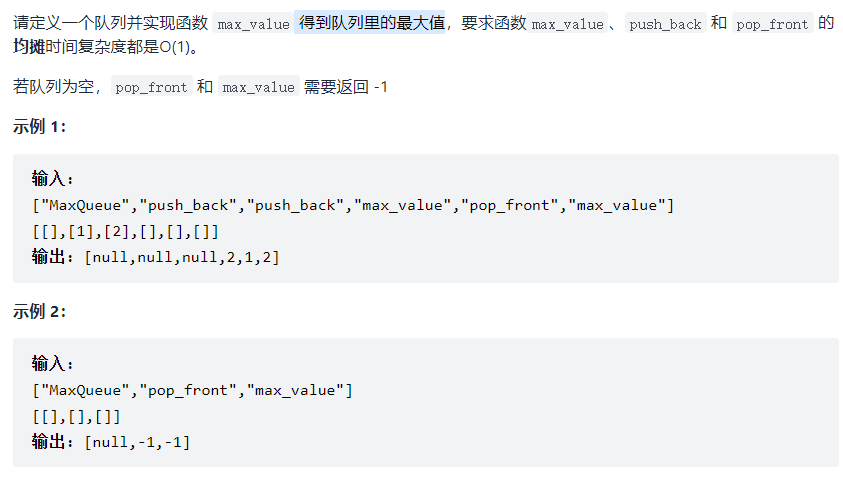 请定义一个队列并实现函数 max_value 得到队列里的最大值，要求函数max_value、push_back 和 pop_front 的
均摊时间复杂度都是O(1)。
若队列为空，pop_front 和 max_value 需要返回 -1
示例 1：
输入：
["MaxQueue","push_back","push_back","max_value","pop_front","max_value"]
[[],[1],[2],[],[],[]]
输出：[null,null,null,2,1,2]
示例 2：
输入：
["MaxQueue","pop_front","max_value"]
[[],[],[]]
输出：[null,-1,-1]